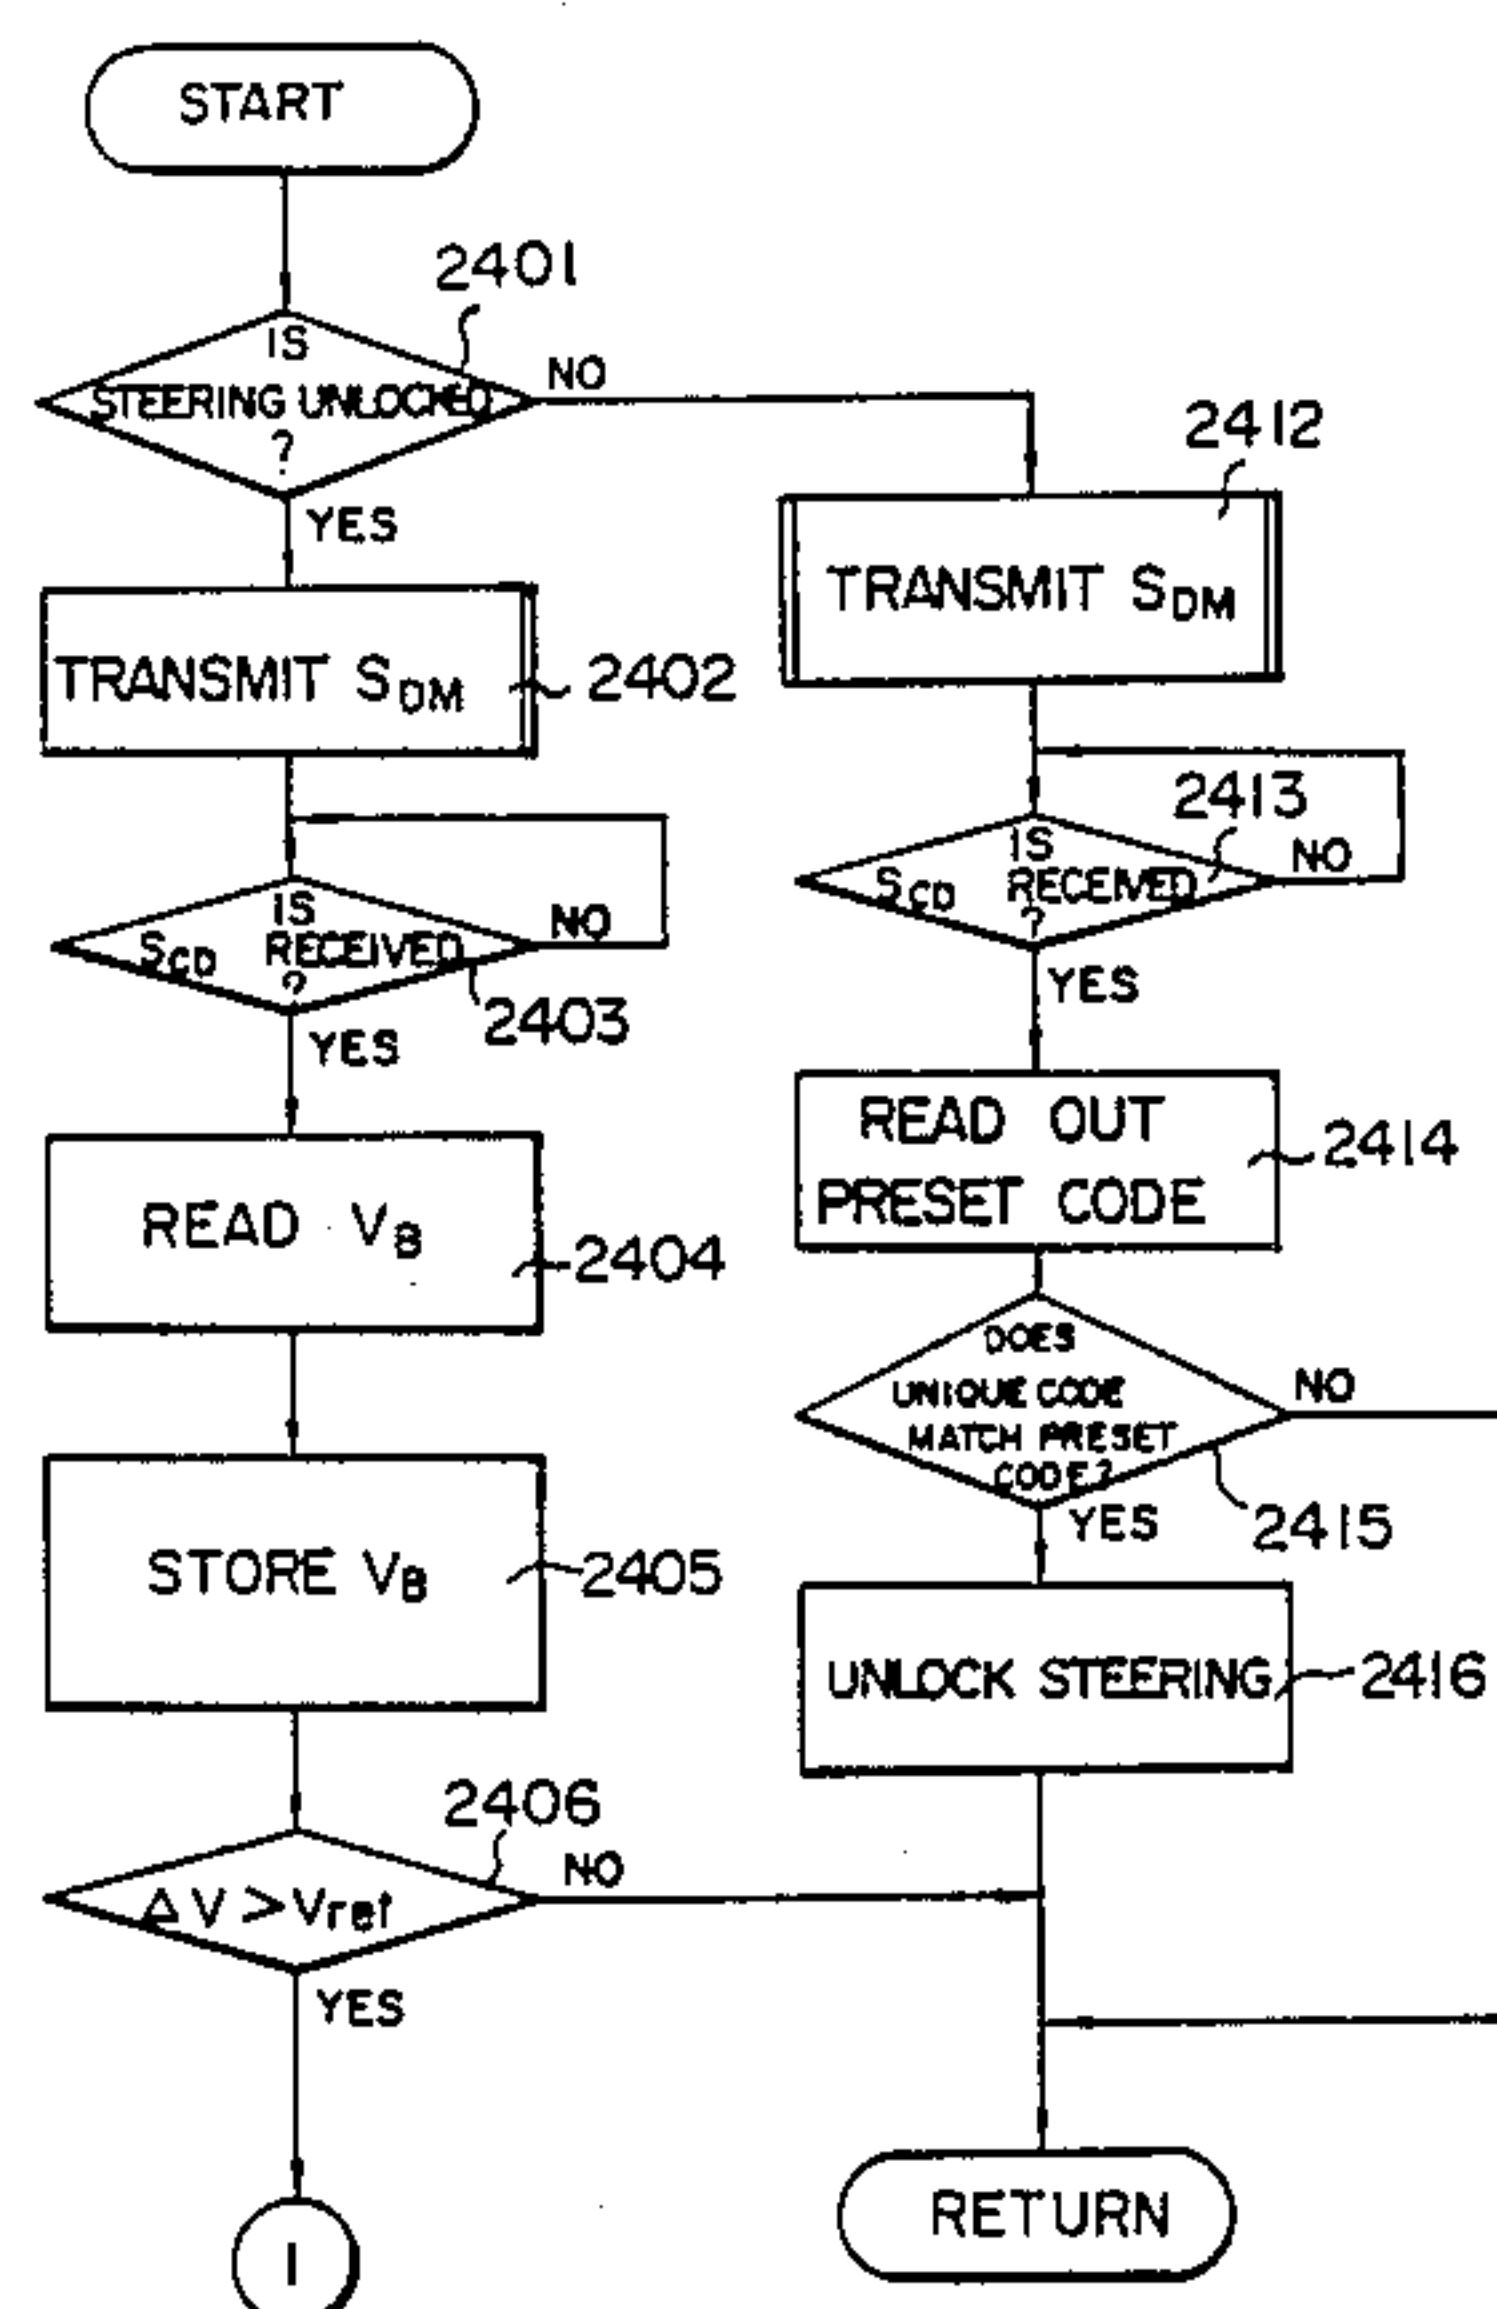 START
2401
IS
STEERING UNLOCKED
?
NO
YES
TRANSMIT SDM
2402
IS
SCD RECEIVED
?
NO
2403
YES
READ VB
2404
STORE VB
2405
2406
ΔV>Vref
NO
YES
1
2412
TRANSMIT SDM
2413
IS
SCD RECEIVED
?
NO
YES
READ OUT
PRESET CODE
2414
DOES
UNIQUE CODE
MATCH PRESET
CODE?
NO
2415
YES
UNLOCK STEERING
2416
RETURN